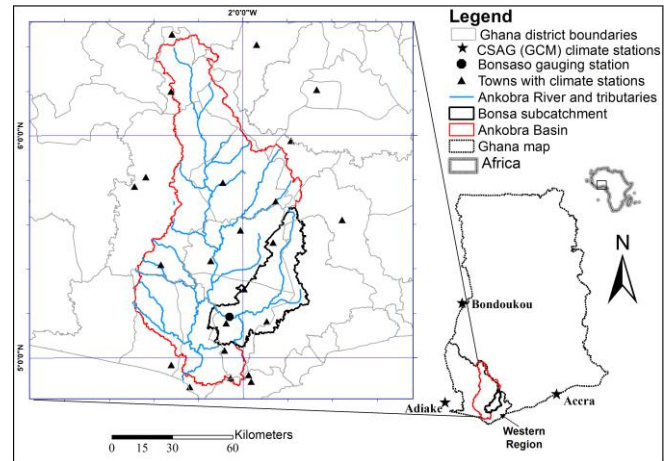 2°0'0"W
6°0'0"N
5°0'0"N
0 15 30 60
Kilometers
Legend
Ghana district boundaries
CSAG (GCM) climate stations
Bonsaso gauging station
Towns with climate stations
Ankobra River and tributaries
Bonsa subcatchment
Ankobra Basin
Ghana map
Africa
N
Bondoukou
Adiake
Accra
Western
Region